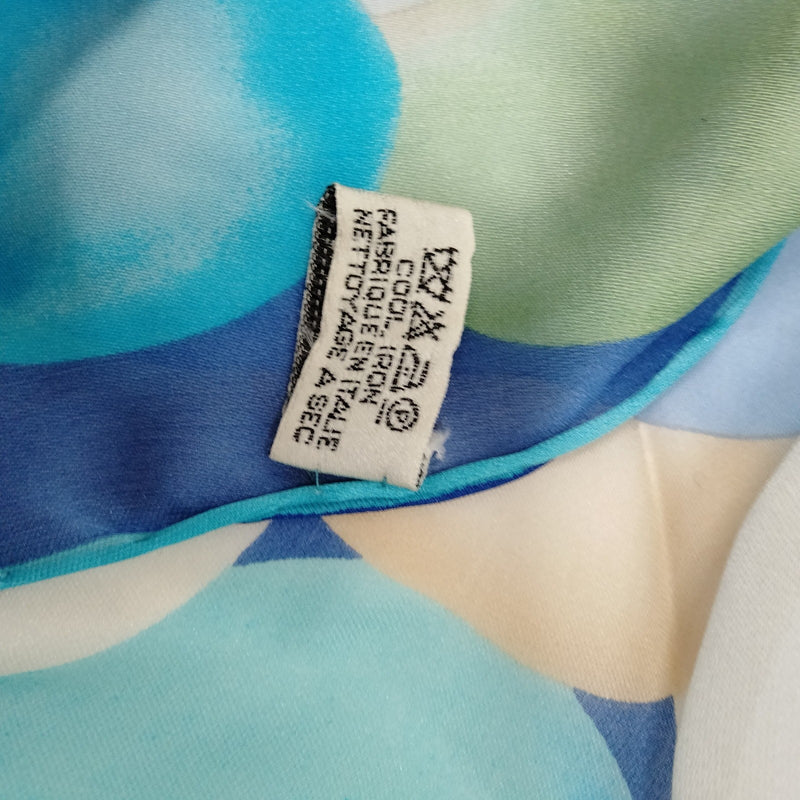 P
COOL IRON
FABRIQUE EN ITALIE
NETTOYAGE A SEC